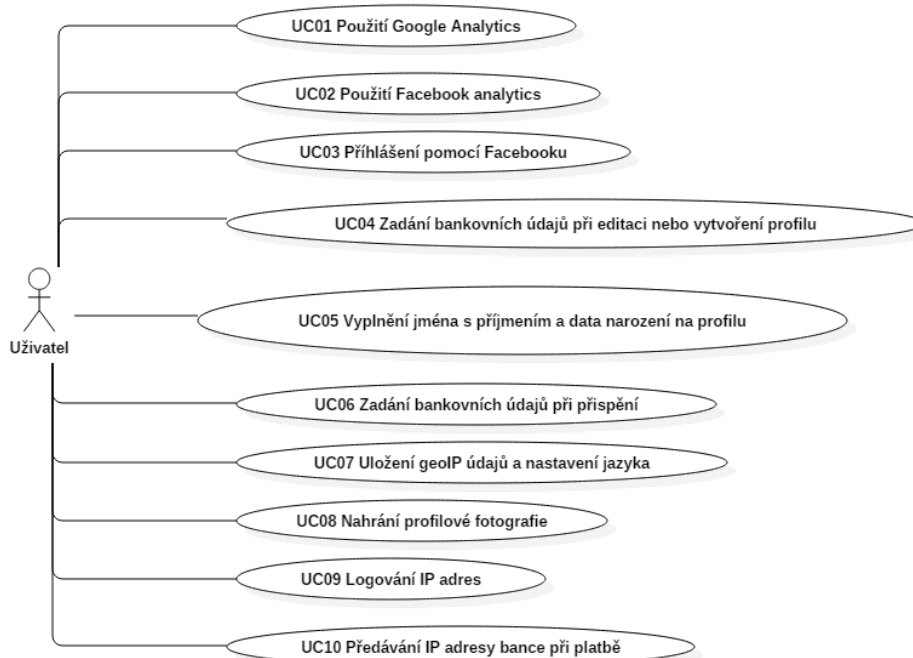 UC01 Použití Google Analytics
UC02 Použití Facebook analytics
UC03 Příhlášení pomocí Facebooku
UC04 Zadání bankovních údajů při editaci nebo vytvoření profilu
UC05 Vyplnění jména s příjmením a data narození na profilu
Uživatel
UC06 Zadání bankovních údajů při přispění
UC07 Uložení geoIP údajů a nastavení jazyka
UC08 Nahrání profilové fotografie
UC09 Logování IP adres
UC10 Předávání IP adresy bance při platbě